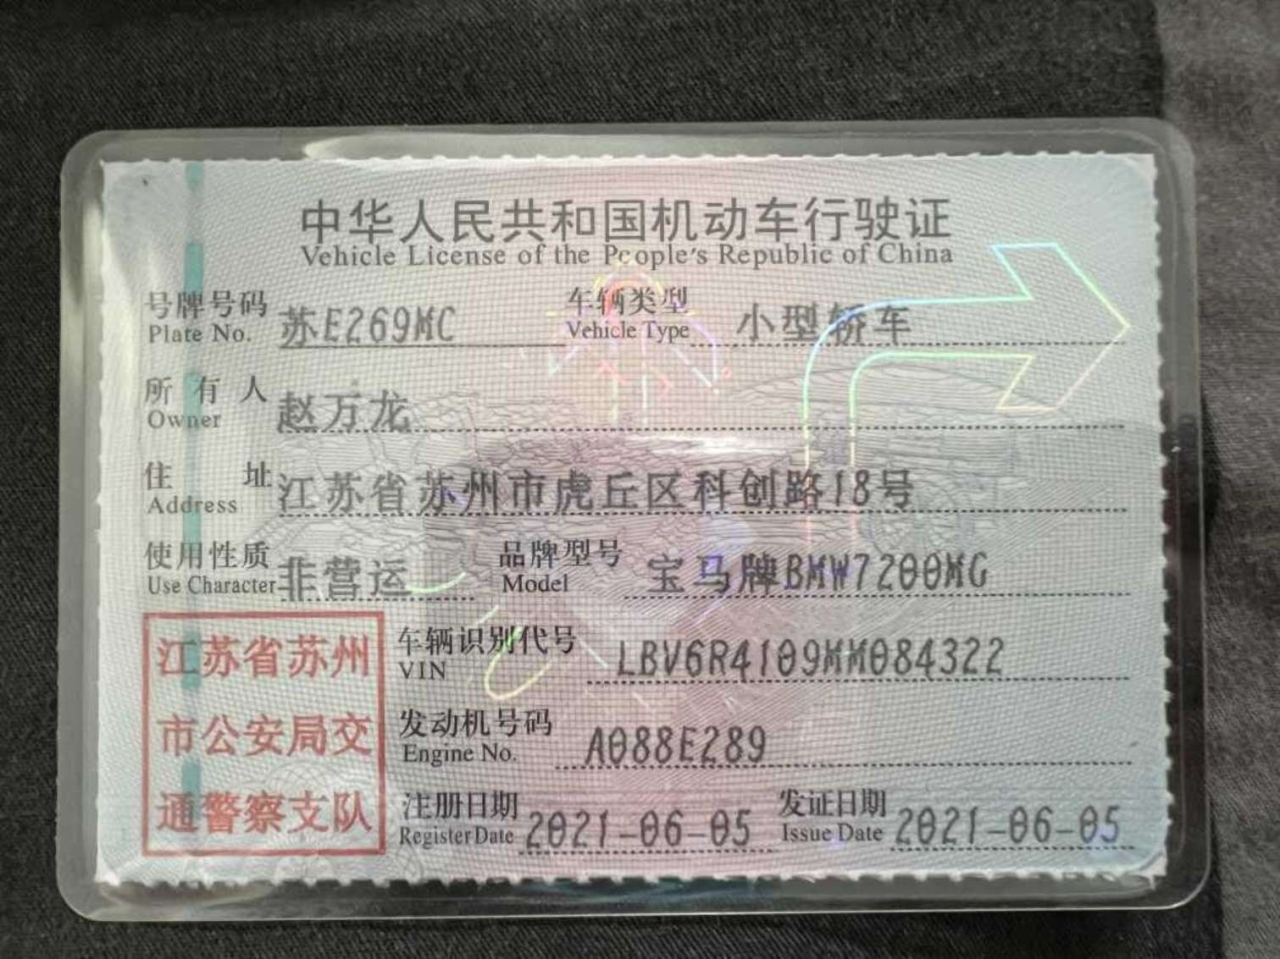 中华人民共和国机动车行驶证
Vehicle License of the People's Republic of China
号牌号码 苏E269MC 车辆类型 小型轿车
Plate No. Vehicle Type
所有人 赵万龙
Owner
住址 江苏省苏州市虎丘区科创路18号
Address
使用性质 非营运 品牌型号 宝马牌BMW7200MG
Use Character Model
江苏省苏州
市公安局交
通警察支队
车辆识别代号 LBV6R4109MM084322
VIN
发动机号码 A088E289
Engine No.
注册日期 2021-06-05 发证日期 2021-06-05
Register Date Issue Date